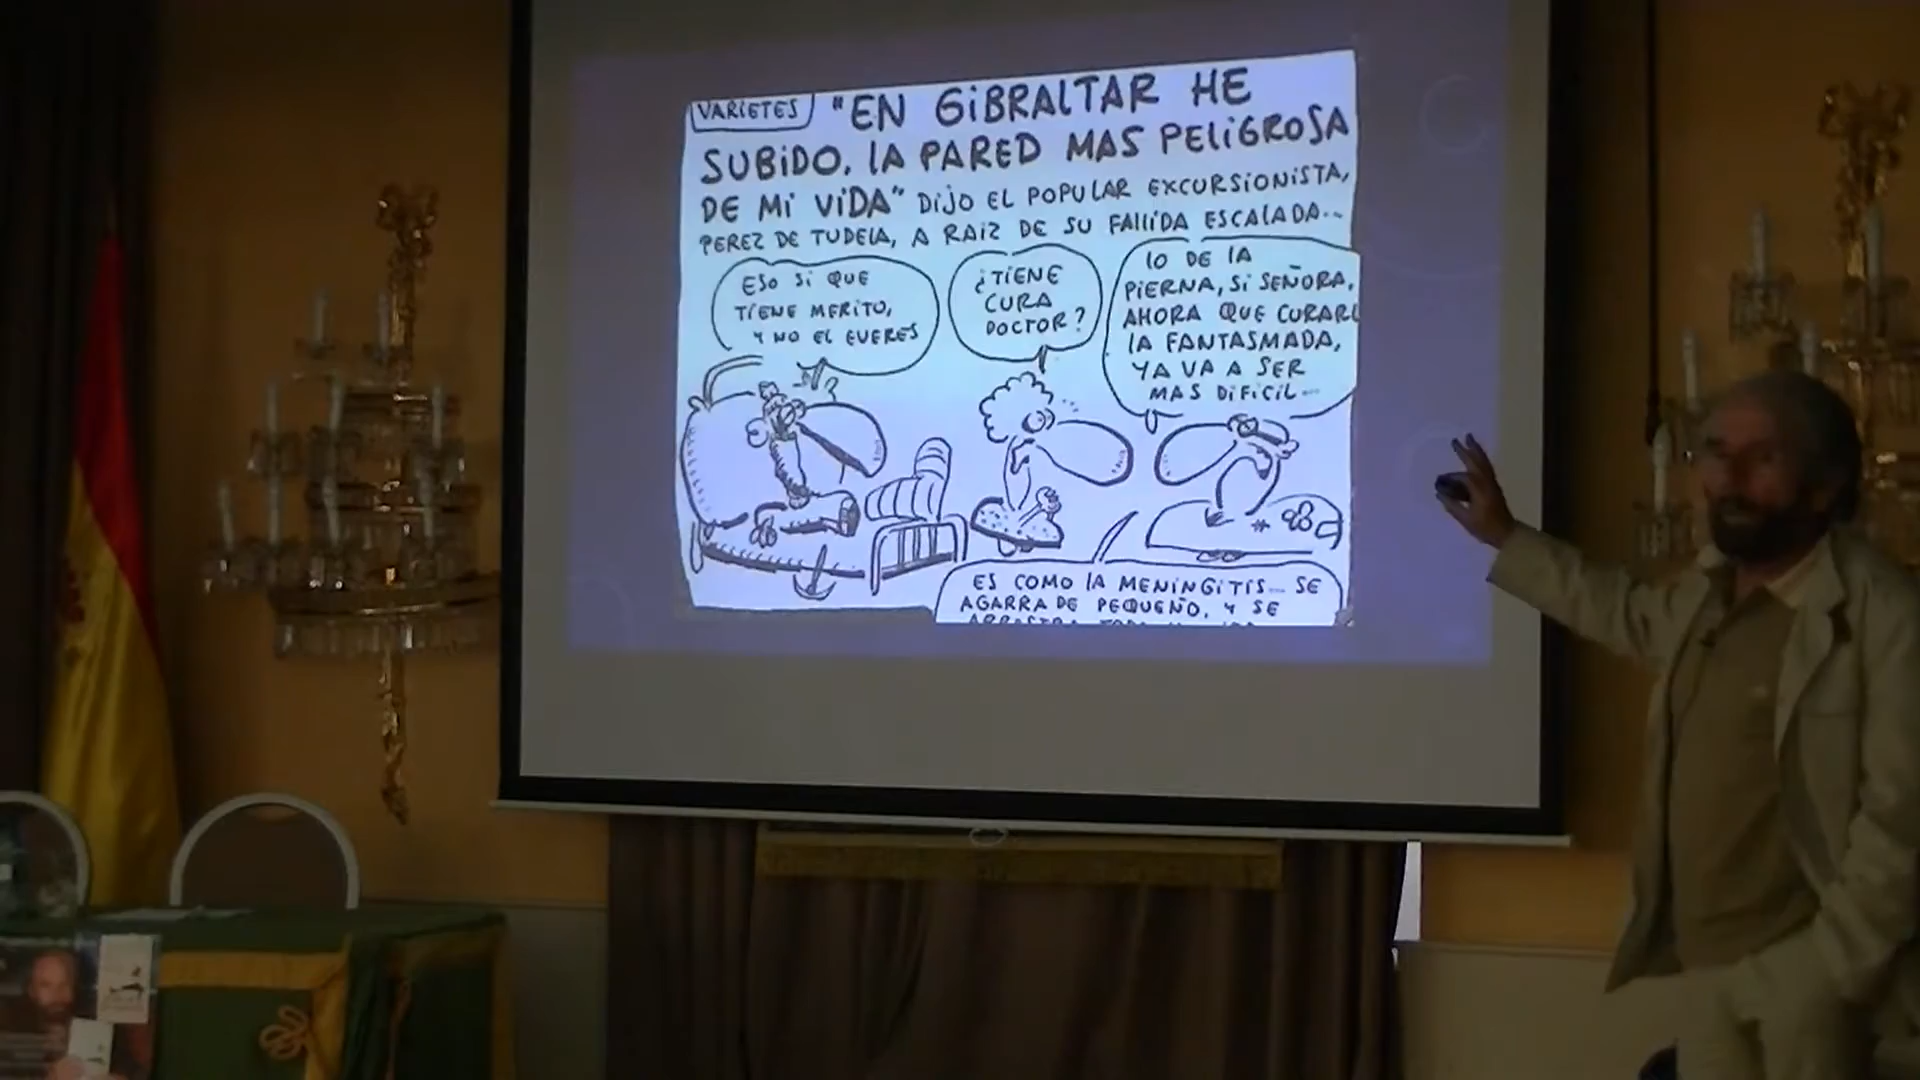 VARIETES
"EN GIBRALTAR HE
SUBIDO, LA PARED MAS PELIGROSA
DE MI VIDA" DIJO EL POPULAR EXCURSIONISTA,
PEREZ DE TUDELA, A RAIZ DE SU FALLIDA ESCALADA...
ESO SI QUE
TIENE MERITO,
Y NO EL EVERES
¿TIENE
CURA
DOCTOR?
LO DE LA
PIERNA, SI SEÑORA,
AHORA QUE CURARL
LA FANTASMADA,
YA VA A SER
MAS DIFICIL...
ES COMO LA MENINGITIS... SE
AGARRA DE PEQUEÑO, Y SE